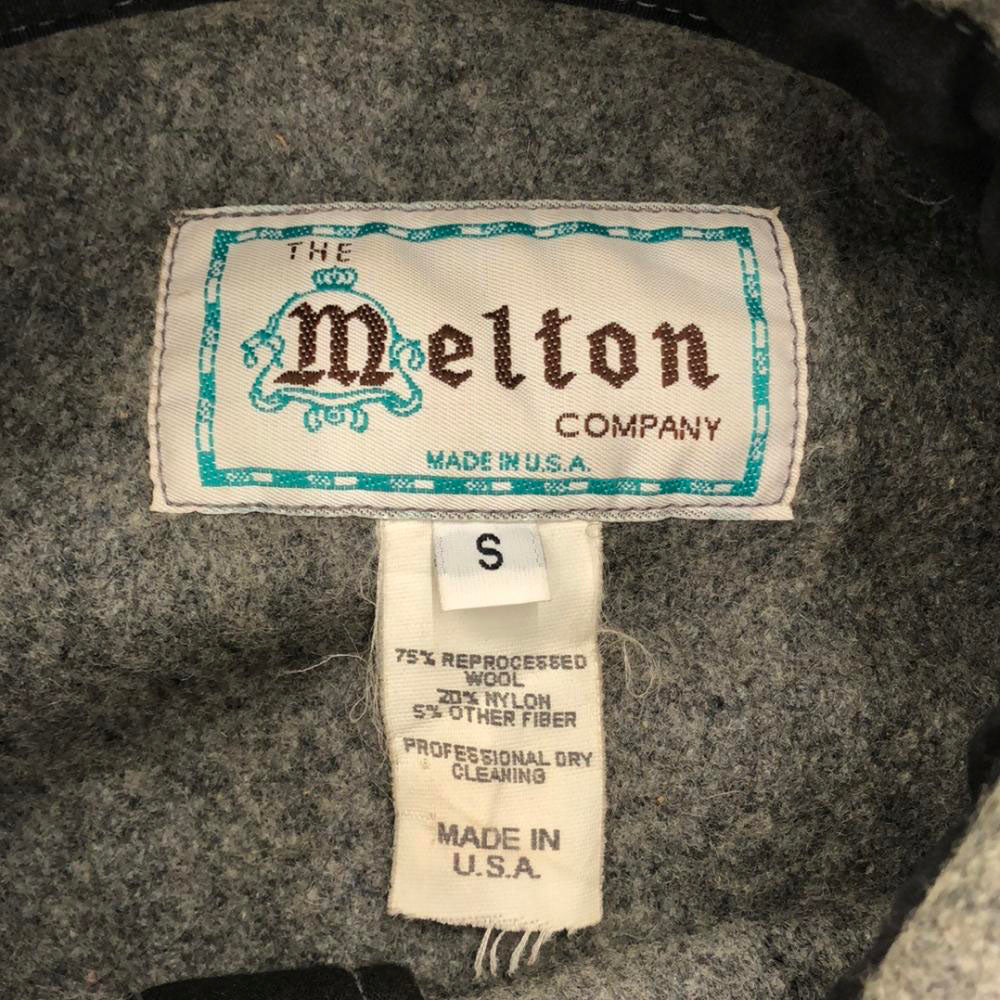 THE
Melton
COMPANY
MADE IN U.S.A.
S
75% REPROCESSED
WOOL
20% NYLON
5% OTHER FIBER
PROFESSIONAL DRY
CLEANING
MADE IN
U.S.A.